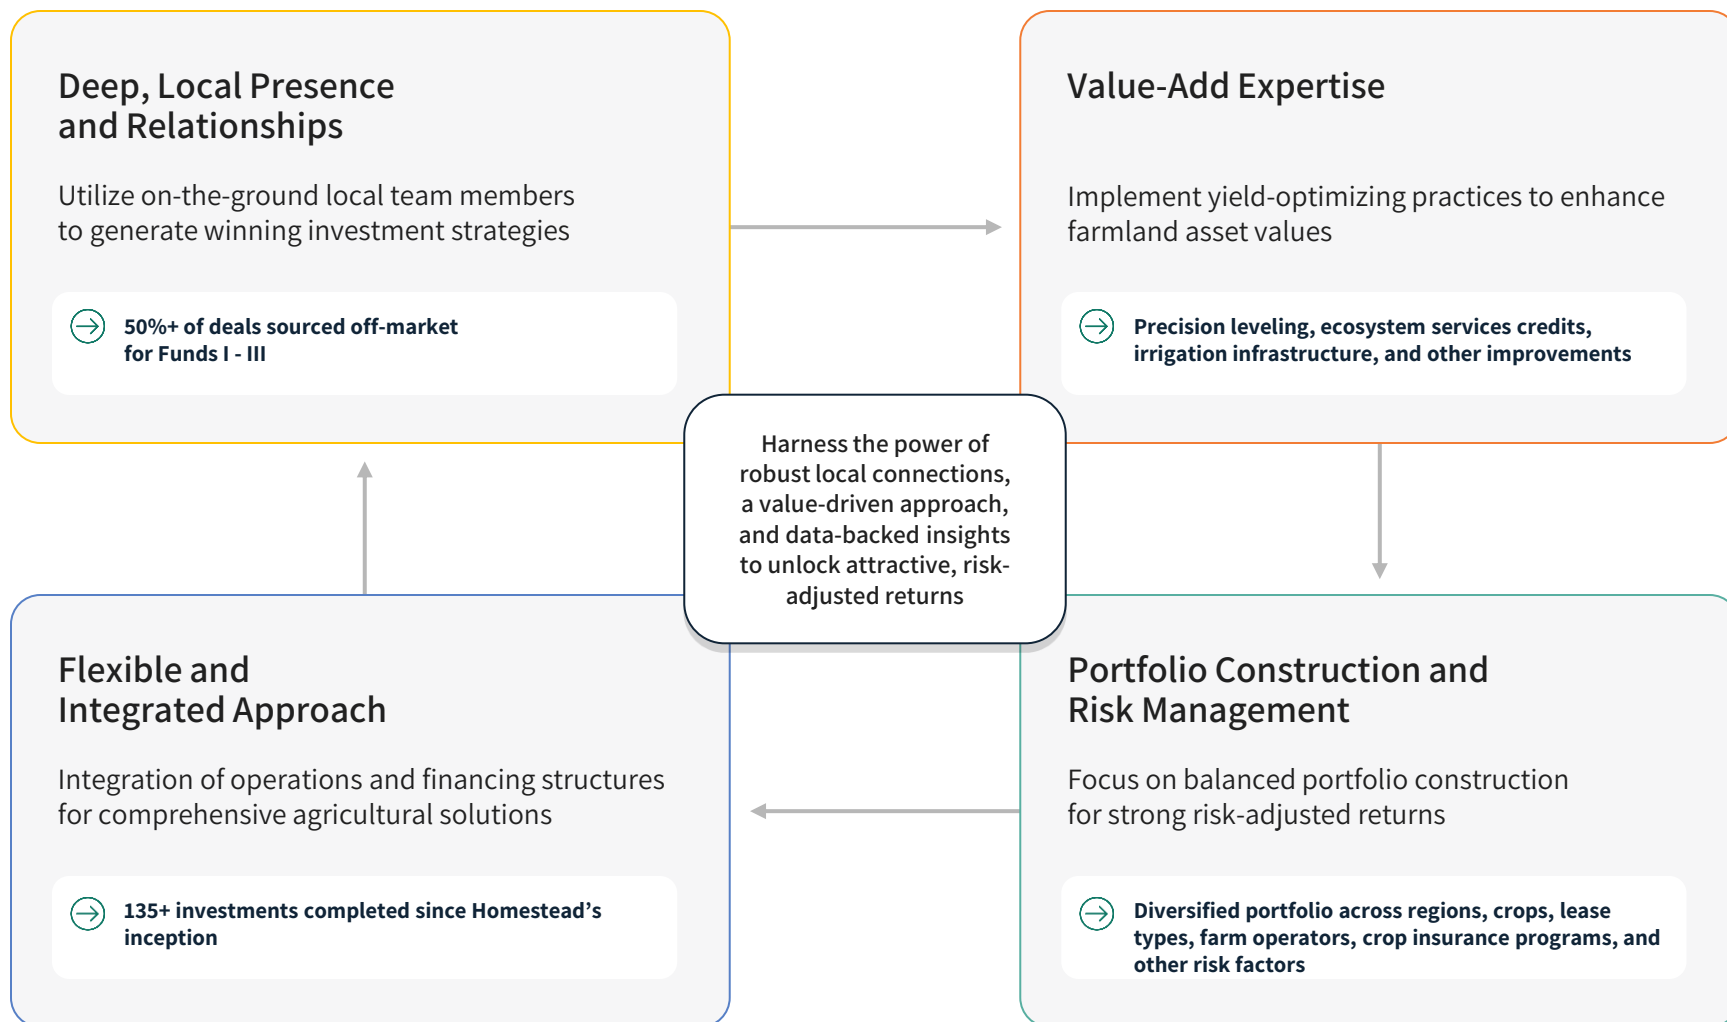 Deep, Local Presence
and Relationships
Utilize on-the-ground local team members
to generate winning investment strategies
50%+ of deals sourced off-market
for Funds I - III
Value-Add Expertise
Implement yield-optimizing practices to enhance
farmland asset values
Precision leveling, ecosystem services credits,
irrigation infrastructure, and other improvements
Harness the power of
robust local connections,
a value-driven approach,
and data-backed insights
to unlock attractive, risk-
adjusted returns
Flexible and
Integrated Approach
Integration of operations and financing structures
for comprehensive agricultural solutions
135+ investments completed since Homestead’s
inception
Portfolio Construction and
Risk Management
Focus on balanced portfolio construction
for strong risk-adjusted returns
Diversified portfolio across regions, crops, lease
types, farm operators, crop insurance programs, and
other risk factors